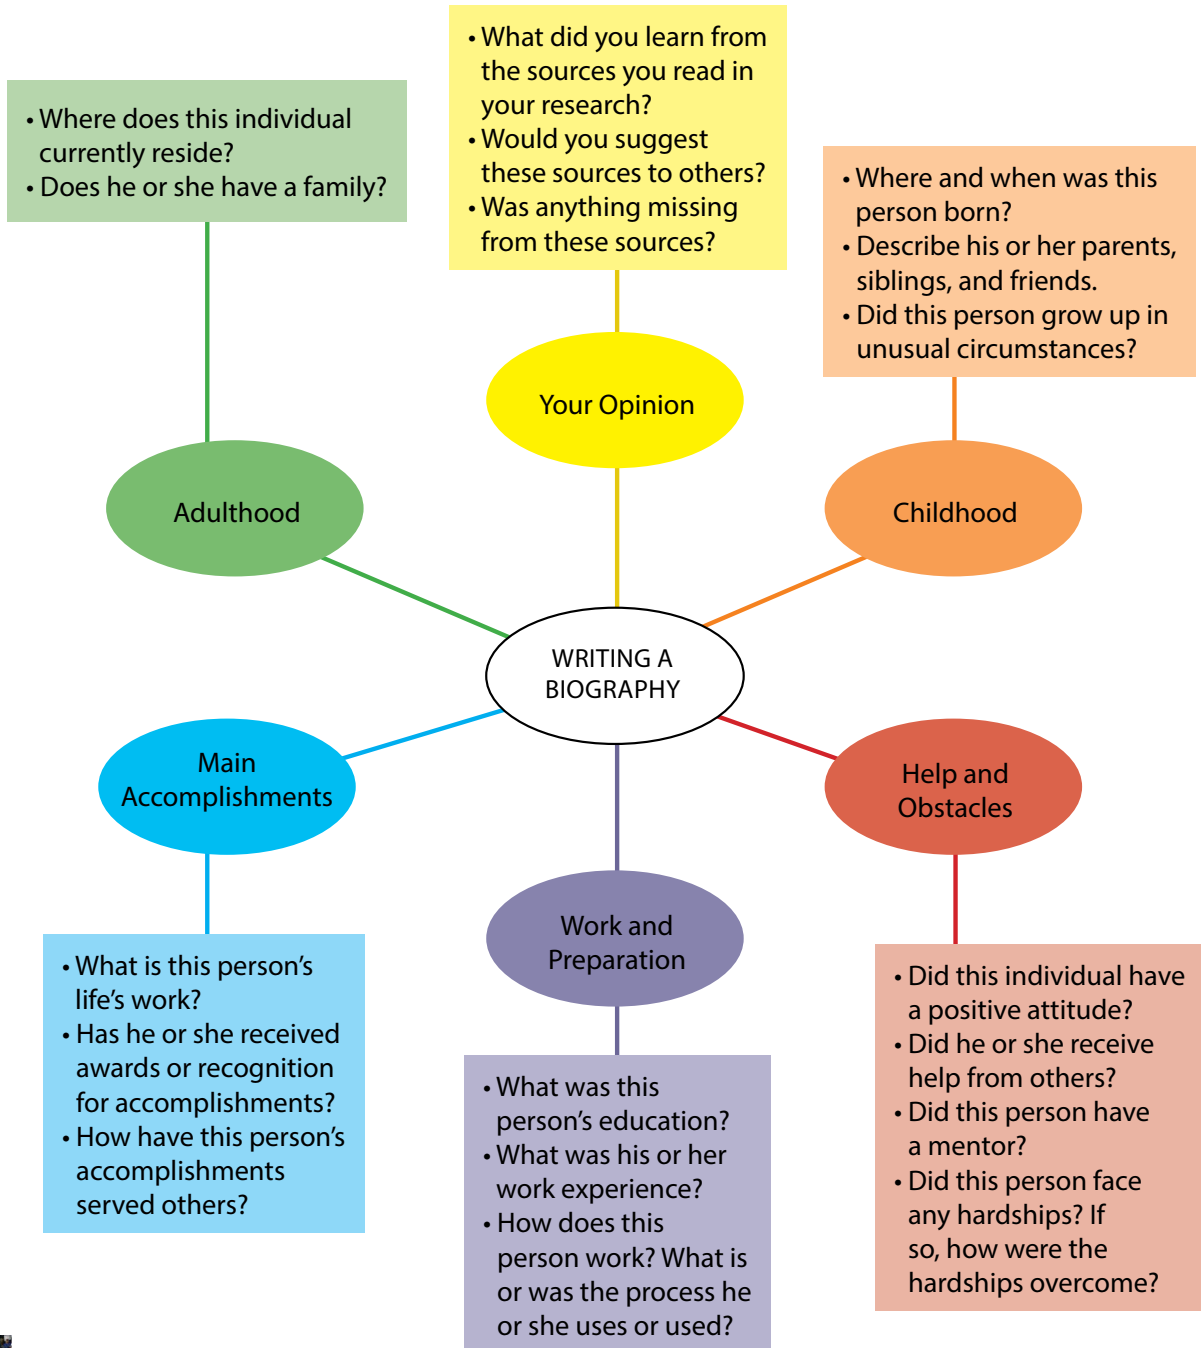 • What did you learn from
the sources you read in
your research?
• Would you suggest
these sources to others?
• Was anything missing
from these sources?
• Where does this individual
currently reside?
• Does he or she have a family?
• Where and when was this
person born?
• Describe his or her parents,
siblings, and friends.
• Did this person grow up in
unusual circumstances?
Your Opinion
Adulthood
Childhood
WRITING A
BIOGRAPHY
Main
Accomplishments
Help and
Obstacles
Work and
Preparation
• What is this person’s
life’s work?
• Has he or she received
awards or recognition
for accomplishments?
• How have this person’s
accomplishments
served others?
• What was this
person’s education?
• What was his or her
work experience?
• How does this
person work? What is
or was the process he
or she uses or used?
• Did this individual have
a positive attitude?
• Did he or she receive
help from others?
• Did this person have
a mentor?
• Did this person face
any hardships? If
so, how were the
hardships overcome?